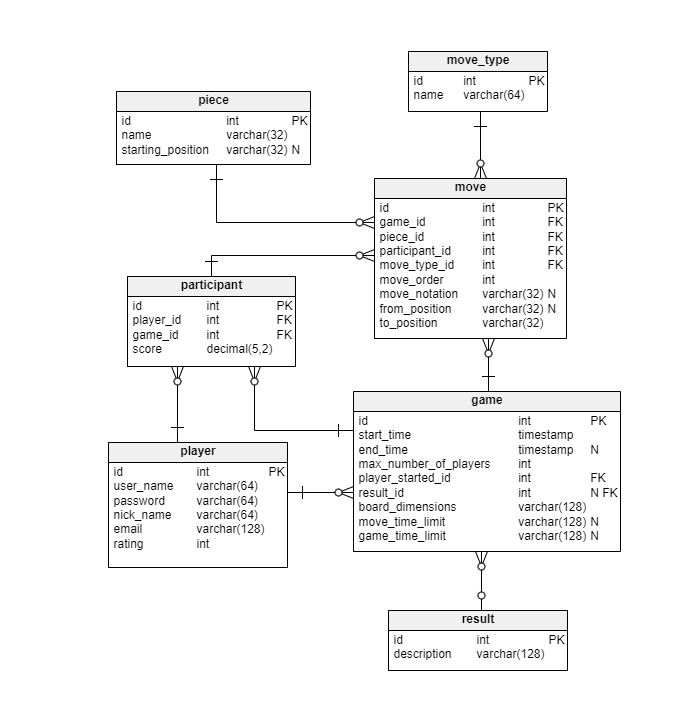 move_type
id int PK
name varchar(64)
piece
id int PK
name varchar(32)
starting_position varchar(32) N
move
id int PK
game_id int FK
piece_id int FK
participant_id int FK
move_type_id int FK
move_order int
move_notation varchar(32) N
from_position varchar(32) N
to_position varchar(32)
participant
id int PK
player_id int FK
game_id int FK
score decimal(5,2)
game
id int PK
start_time timestamp
end_time timestamp N
max_number_of_players int
player_started_id int FK
result_id int N FK
board_dimensions varchar(128)
move_time_limit varchar(128) N
game_time_limit varchar(128) N
player
id int PK
user_name varchar(64)
password varchar(64)
nick_name varchar(64)
email varchar(128)
rating int
result
id int PK
description varchar(128)